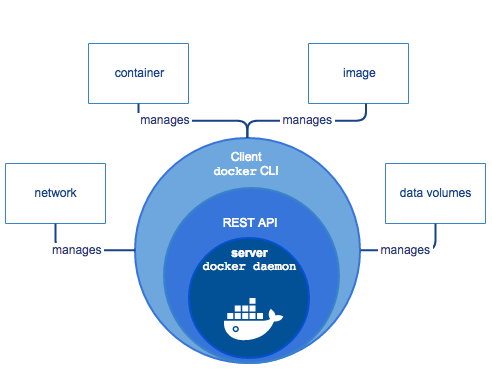 container
image
manages
manages
Client
docker CLI
network
data volumes
REST API
manages
manages
server
docker daemon